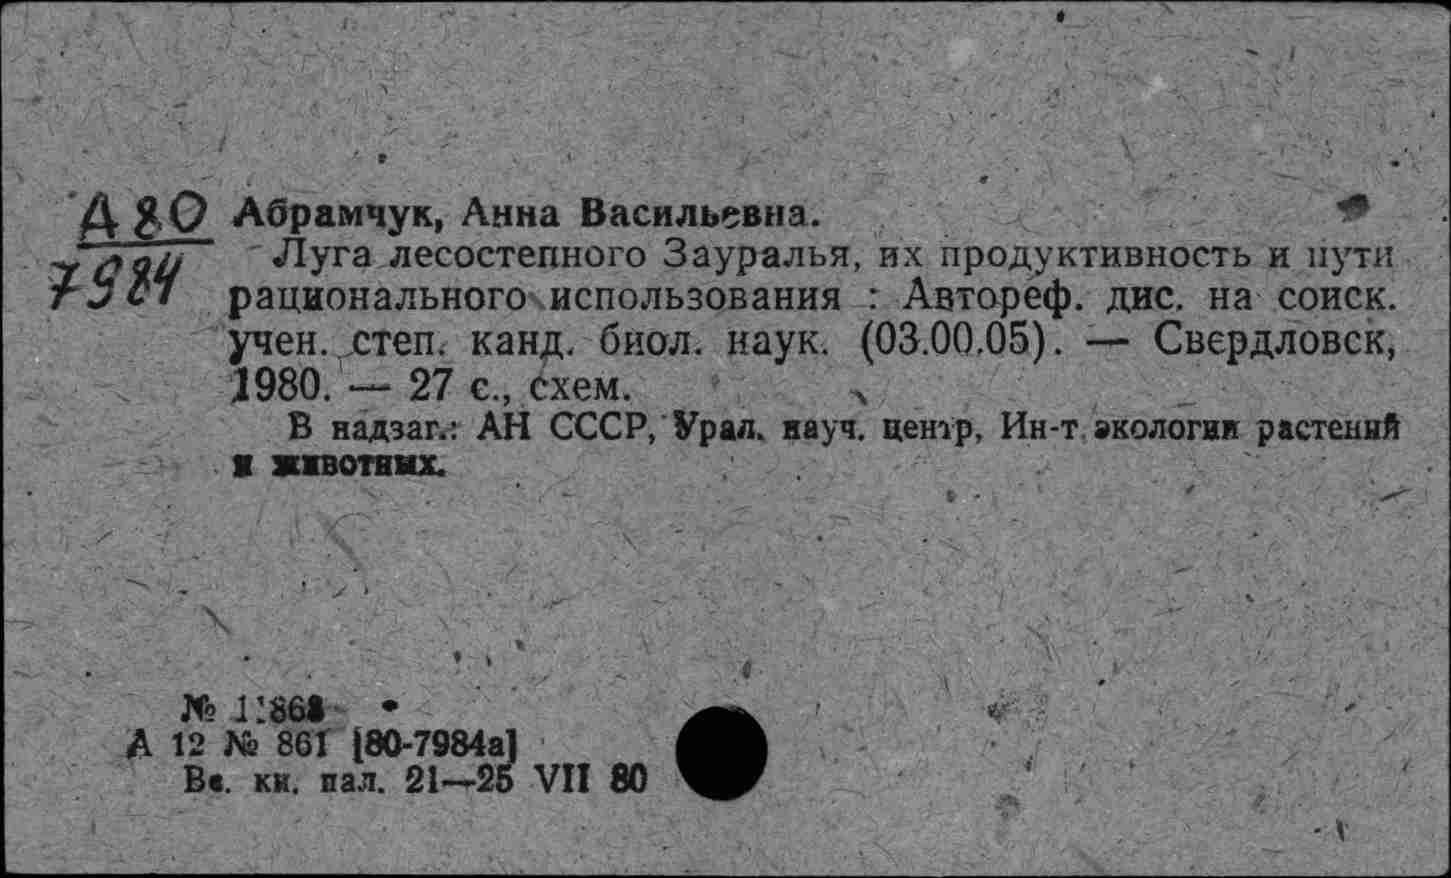 А80
7984
Абрамчук, Анна Васильевна.
Луга лесостепного Зауралья, их продуктивность и пути
рационального использования : Автореф. дис. на соиск.
учен. степ. канд. биол. наук. (03.00.05). — Свердловск,
1980. — 27 с., схем.
В надзаг.: АН СССР, Урал. науч. центр, Ин-т экологии растений
и животных.
№
А 12 № 861 [80-7984а]
Вс. кн. пал. 21—25 VII 80